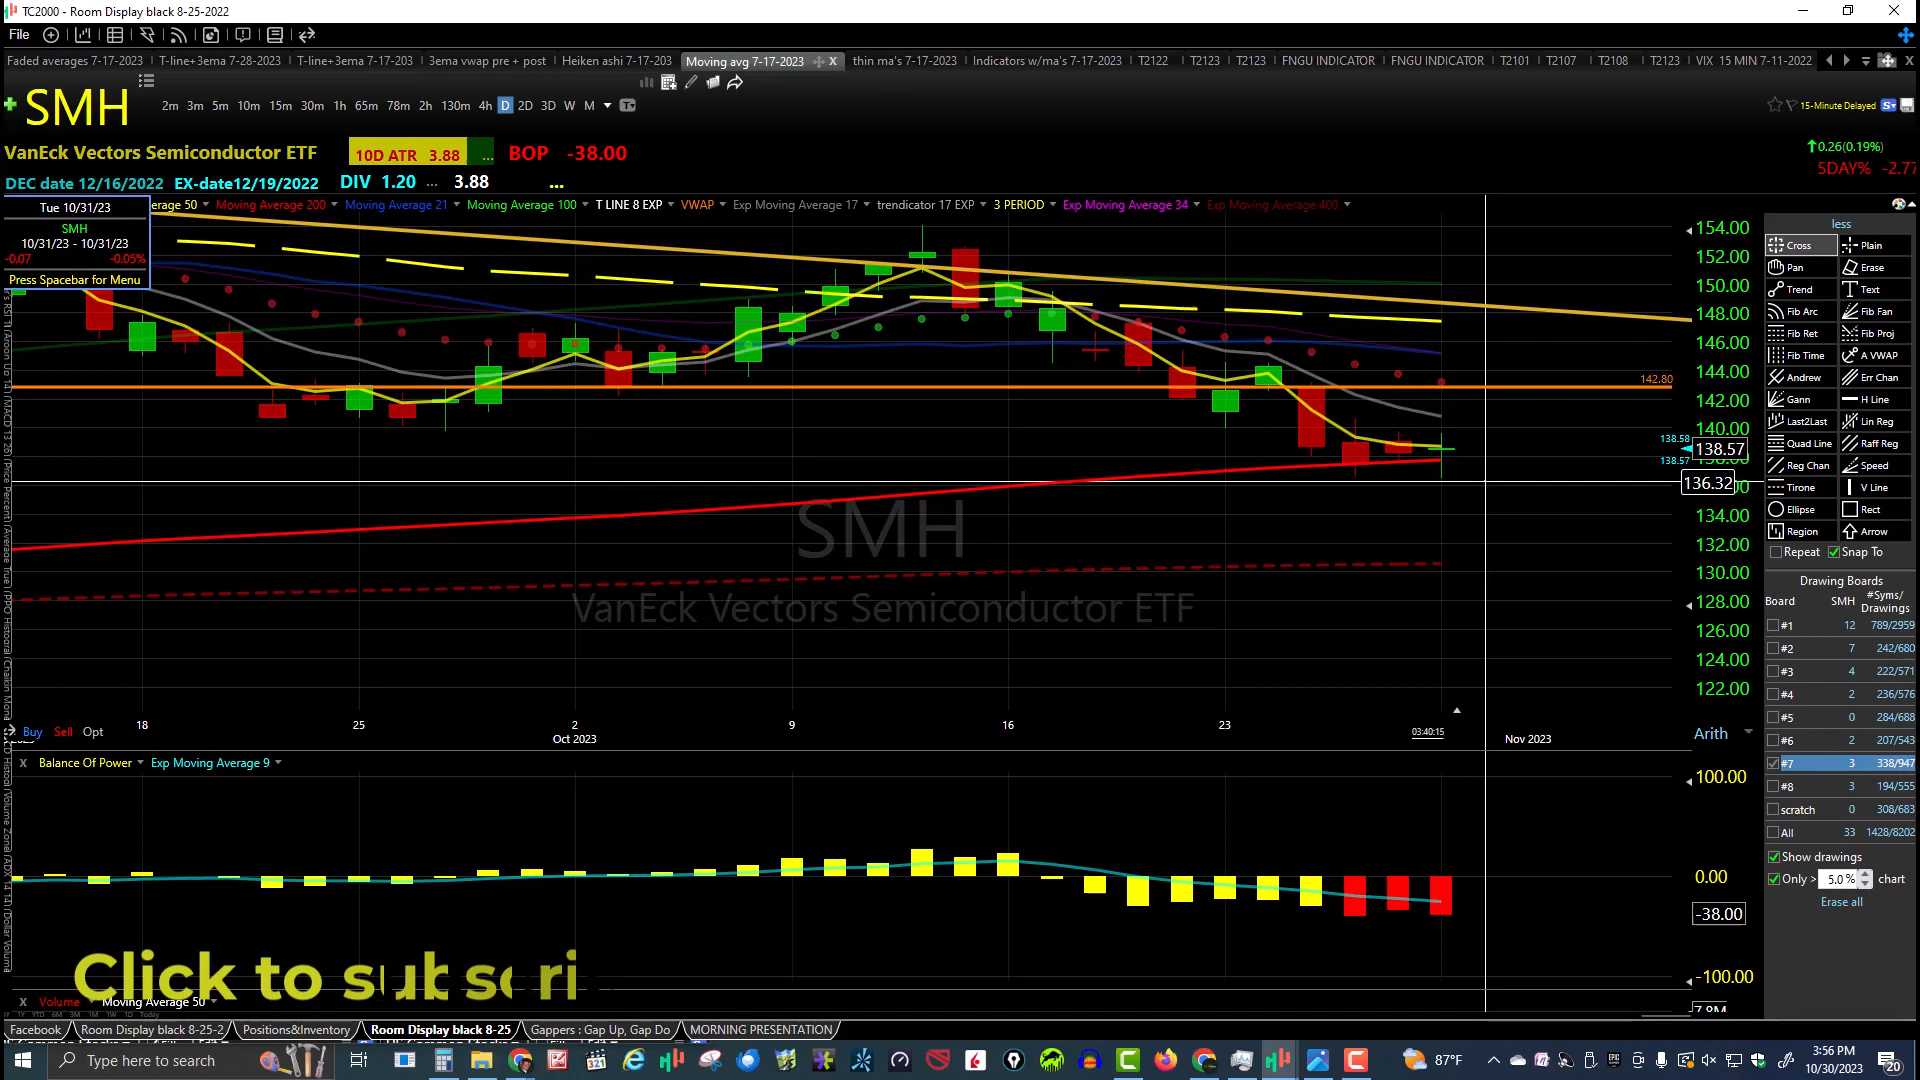 TC2000 - Room Display black 8-25-2022
File
Faded averages 7-17-2023 T-line+3ema 7-28-2023 T-line+3ema 7-17-203 3ema vwap pre + post Heiken ashi 7-17-203 Moving avg 7-17-2023 X thin ma's 7-17-2023 Indicators w/ma's 7-17-2023 T2122 T2123 T2123 FNGU INDICATOR FNGU INDICATOR T2101 T2107 T2108 T2123 VIX 15 MIN 7-11-2022
SMH
2m 3m 5m 10m 15m 30m 1h 65m 78m 2h 130m 4h D 2D 3D W M
15-Minute Delayed
VanEck Vectors Semiconductor ETF 10D ATR 3.88 ... BOP -38.00
0.26(0.19%)
5DAY% -2.77
DEC date 12/16/2022 EX-date12/19/2022 DIV 1.20 ... 3.88 ...
erage 50 Moving Average 200 Moving Average 21 Moving Average 100 T LINE 8 EXP VWAP Exp Moving Average 17 trendicator 17 EXP 3 PERIOD Exp Moving Average 34 Exp Moving Average 400
Tue 10/31/23
SMH
10/31/23 - 10/31/23
-0.07 -0.05%
Press Spacebar for Menu
154.00
152.00
150.00
148.00
146.00
144.00
142.80
142.00
140.00
138.58
138.57
138.57
136.32
134.00
132.00
130.00
128.00
126.00
124.00
122.00
SMH
VanEck Vectors Semiconductor ETF
18 25 2 9 16 23 03:40:15
Oct 2023 Nov 2023
Buy Sell Opt
Arith
less
Cross Plain
Pan Erase
Trend Text
Fib Arc Fib Fan
Fib Ret Fib Proj
Fib Time A VWAP
Andrew Err Chan
Gann H Line
Last2Last Lin Reg
Quad Line Raff Reg
Reg Chan Speed
Tirone V Line
Ellipse Rect
Region Arrow
Repeat Snap To
Drawing Boards
Board SMH #Syms/ Drawings
#1 12 789/2959
#2 7 242/680
#3 4 222/571
#4 2 236/576
#5 0 284/688
#6 2 207/543
#7 3 338/947
#8 3 194/555
scratch 0 308/683
All 33 1428/8202
Show drawings
Only > 5.0 % chart
Erase all
X Balance Of Power Exp Moving Average 9
100.00
0.00
-38.00
-100.00
Click to subscri
X Volume Moving Average 50
7.8M
Facebook Room Display black 8-25-2 Positions&Inventory Room Display black 8-25 Gappers : Gap Up, Gap Do MORNING PRESENTATION
Type here to search
87°F
3:56 PM
10/30/2023
20